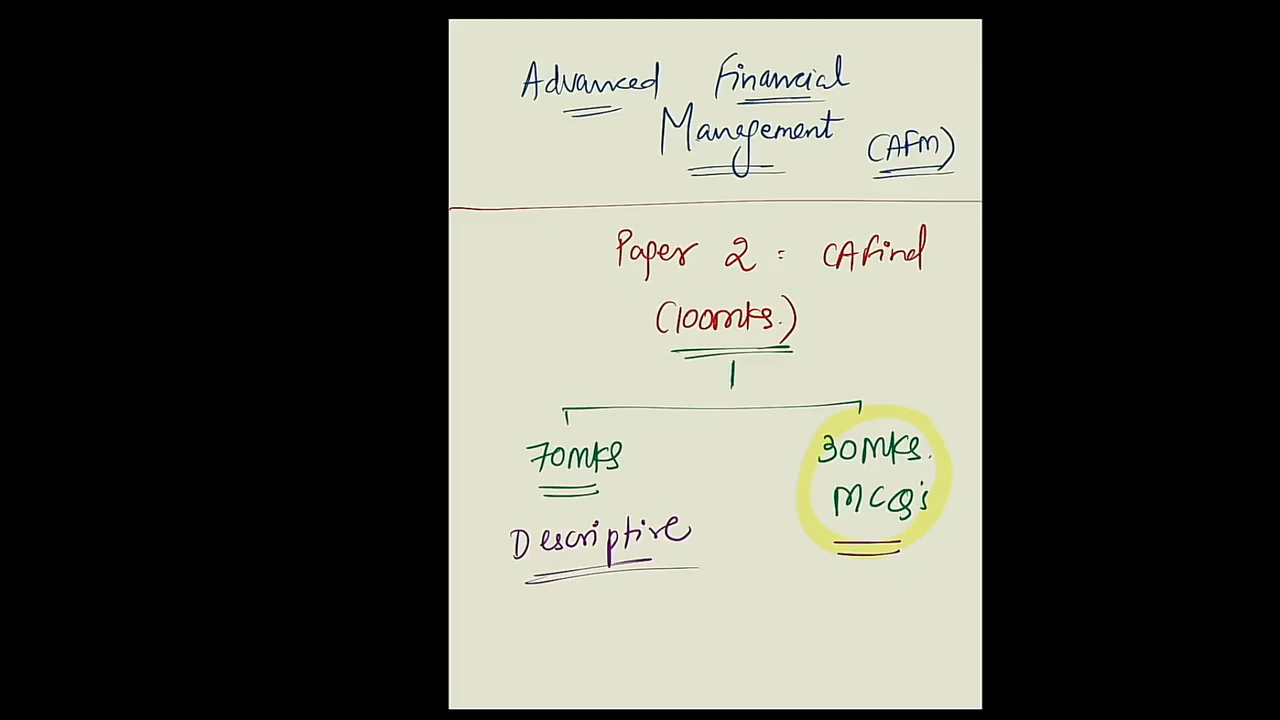 Advanced Financial
Management
(AFM)
Paper 2 : CA Final
(100mks.)
70MKS
30MKS.
MCQ's
Descriptive